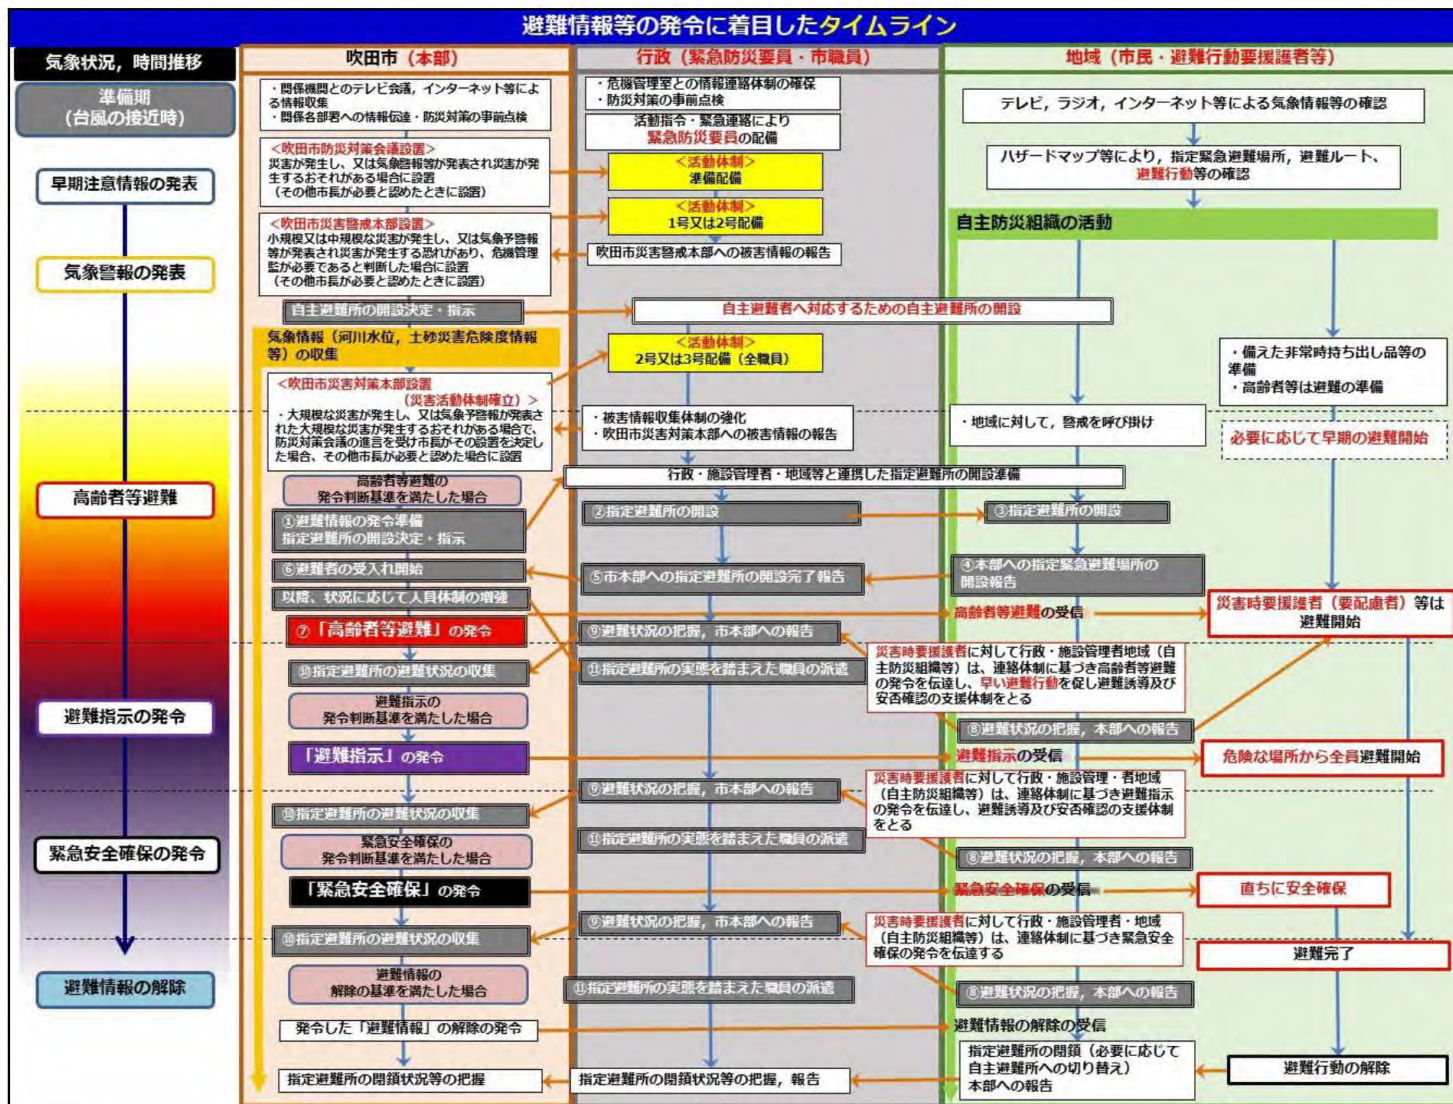 避難情報等の発令に着目したタイムライン
気象状況，時間推移
準備期
(台風の接近時)
早期注意情報の発表
気象警報の発表
高齢者等避難
避難指示の発令
緊急安全確保の発令
避難情報の解除
吹田市（本部）
・関係機関とのテレビ会議，インターネット等によ
る情報収集
・関係各部署への情報伝達・防災対策の事前点検
＜吹田市防災対策会議設置＞
災害が発生し、又は気象警報等が発表され災害が発
生するおそれがある場合に設置
（その他市長が必要と認めたときに設置）
＜吹田市災害警戒本部設置＞
小規模又は中規模な災害が発生し、又は気象予警報
等が発表され災害が発生する恐れがあり、危機管理
監が必要であると判断した場合に設置
（その他市長が必要と認めたときに設置）
自主避難所の開設決定・指示
気象情報（河川水位，土砂災害危険度情報
等）の収集
＜吹田市災害対策本部設置
（災害活動体制確立）＞
・大規模な災害が発生し、又は気象予警報が発表さ
れた大規模な災害が発生するおそれがある場合で、
防災対策会議の進言を受け市長がその設置を決定し
た場合、その他市長が必要と認めた場合に設置
高齢者等避難の
発令判断基準を満たした場合
①避難情報の発令準備
指定避難所の開設決定・指示
⑥避難者の受入れ開始
以降、状況に応じて人員体制の増強
⑦「高齢者等避難」の発令
⑩指定避難所の避難状況の収集
避難指示の
発令判断基準を満たした場合
「避難指示」の発令
⑩指定避難所の避難状況の収集
緊急安全確保の
発令判断基準を満たした場合
「緊急安全確保」の発令
⑩指定避難所の避難状況の収集
避難情報の
解除の基準を満たした場合
発令した「避難情報」の解除の発令
指定避難所の閉鎖状況等の把握
行政（緊急防災要員・市職員）
・危機管理室との情報連絡体制の確保
・防災対策の事前点検
活動指令・緊急連絡により
緊急防災要員の配備
＜活動体制＞
準備配備
＜活動体制＞
1号又は2号配備
吹田市災害警戒本部への被害情報の報告
自主避難者へ対応するための自主避難所の開設
＜活動体制＞
2号又は3号配備（全職員）
・被害情報収集体制の強化
・吹田市災害対策本部への被害情報の報告
行政・施設管理者・地域等と連携した指定避難所の開設準備
②指定避難所の開設
⑤市本部への指定避難所の開設完了報告
⑨避難状況の把握，市本部への報告
⑪指定避難所の実態を踏まえた職員の派遣
⑨避難状況の把握，市本部への報告
⑪指定避難所の実態を踏まえた職員の派遣
⑨避難状況の把握，市本部への報告
⑪指定避難所の実態を踏まえた職員の派遣
指定避難所の閉鎖状況等の把握，報告
地域（市民・避難行動要援護者等）
テレビ，ラジオ，インターネット等による気象情報等の確認
ハザードマップ等により，指定緊急避難場所，避難ルート、
避難行動等の確認
自主防災組織の活動
・備えた非常時持ち出し品等の
準備
・高齢者等は避難の準備
・地域に対して，警戒を呼び掛け
必要に応じて早期の避難開始
③指定避難所の開設
④本部への指定緊急避難場所の
開設報告
高齢者等避難の受信
災害時要援護者（要配慮者）等は
避難開始
災害時要援護者に対して行政・施設管理者地域（自
主防災組織等）は、連絡体制に基づき高齢者等避難
の発令を伝達し、早い避難行動を促し避難誘導及び
安否確認の支援体制をとる
⑧避難状況の把握，本部への報告
避難指示の受信
危険な場所から全員避難開始
災害時要援護者に対して行政・施設管理・者地域
（自主防災組織等）は、連絡体制に基づき避難指示
の発令を伝達し、避難誘導及び安否確認の支援体制
をとる
⑧避難状況の把握，本部への報告
緊急安全確保の受信
直ちに安全確保
災害時要援護者に対して行政・施設管理者・地域
（自主防災組織等）は、連絡体制に基づき緊急安全
確保の発令を伝達する
避難完了
⑧避難状況の把握，本部への報告
避難情報の解除の受信
指定避難所の閉鎖（必要に応じて
自主避難所への切り替え）
本部への報告
避難行動の解除